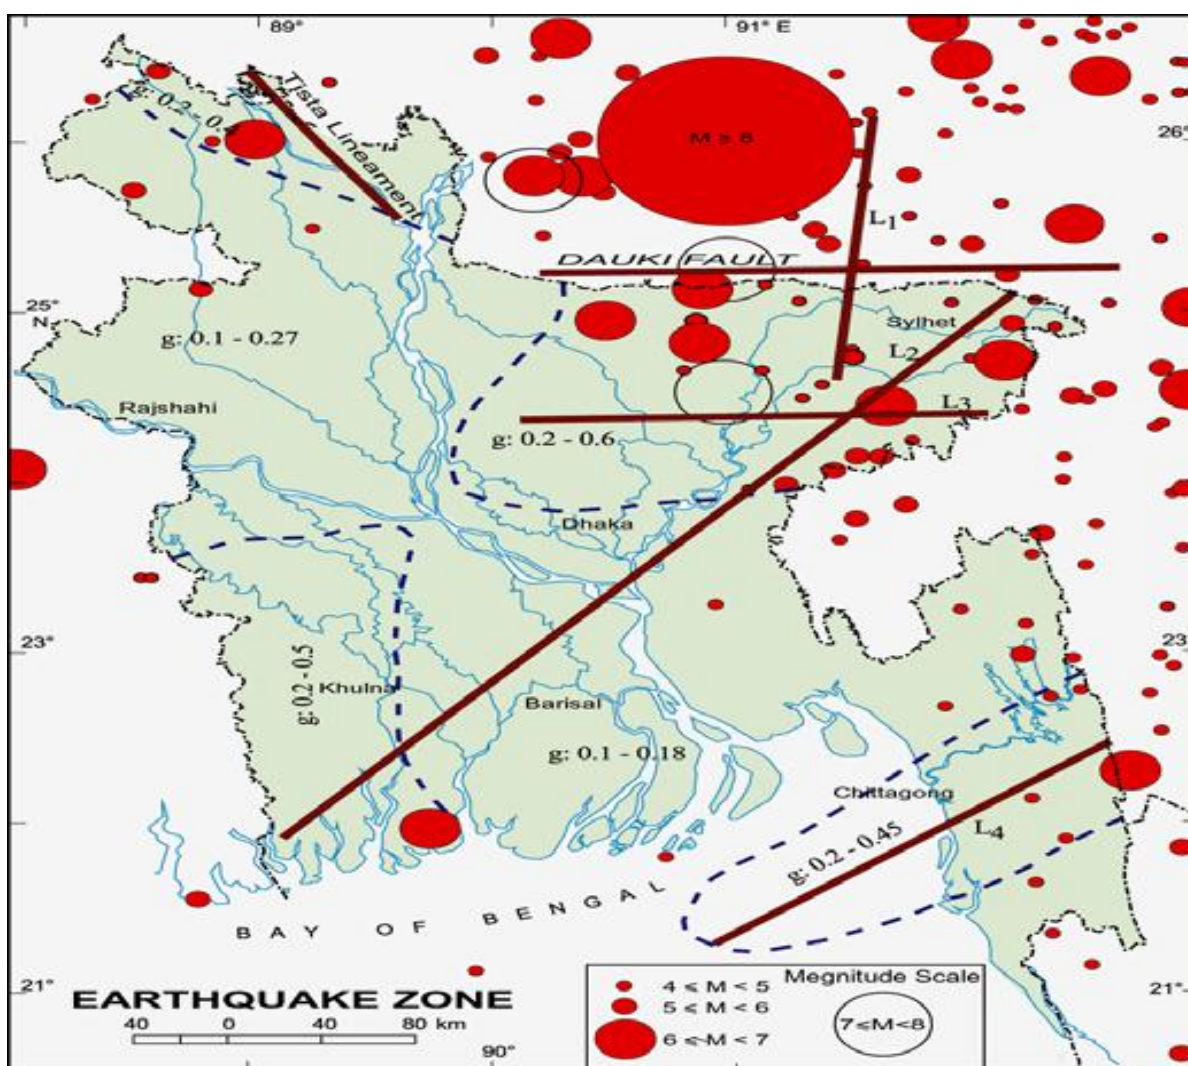 89°
91° E
g: 0.2 - 0.4
Tista Lineament
M ≥ 8
26°
L1
DAUKI FAULT
25°
N
Sylhet
g: 0.1 - 0.27
L2
Rajshahi
L3
g: 0.2 - 0.6
Dhaka
23°
23
g: 0.2 - 0.5
Khulna
Barisal
g: 0.1 - 0.18
Chittagong
g: 0.2 - 0.45
L4
BAY OF BENGAL
21°
EARTHQUAKE ZONE
40 0 40 80 km
90°
Megnitude Scale
4 ≤ M < 5
5 ≤ M < 6
6 ≤ M < 7
7≤M<8
21°